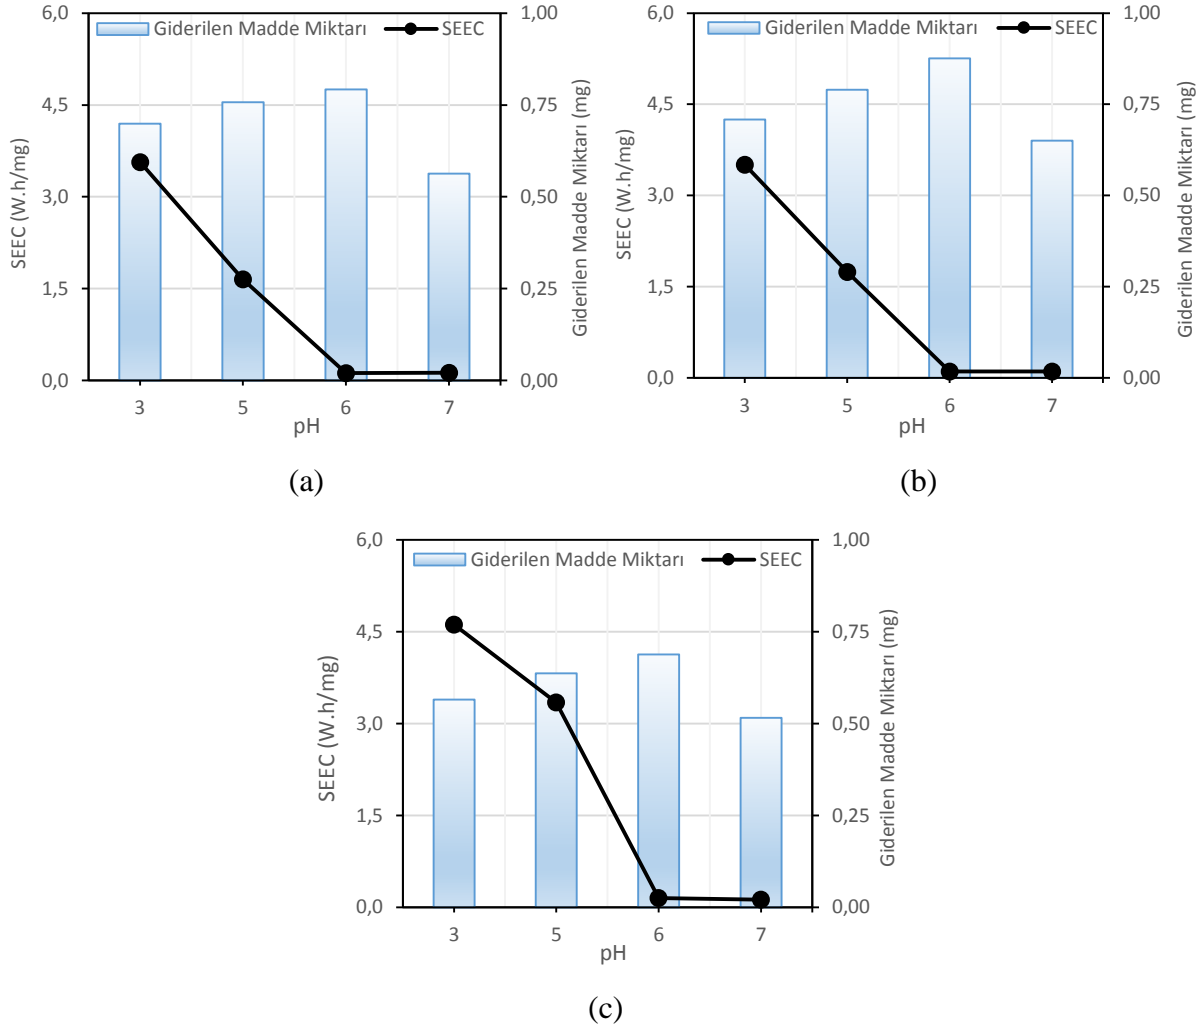 Giderilen Madde Miktarı SEEC
6,0
4,5
3,0
1,5
0,0
SEEC (W.h/mg)
1,00
0,75
0,50
0,25
0,00
Giderilen Madde Miktarı (mg)
3 5 6 7
pH
(a)
Giderilen Madde Miktarı SEEC
6,0
4,5
3,0
1,5
0,0
SEEC (W.h/mg)
1,00
0,75
0,50
0,25
0,00
Giderilen Madde Miktarı (mg)
3 5 6 7
pH
(b)
Giderilen Madde Miktarı SEEC
6,0
4,5
3,0
1,5
0,0
SEEC (W.h/mg)
1,00
0,75
0,50
0,25
0,00
Giderilen Madde Miktarı (mg)
3 5 6 7
pH
(c)